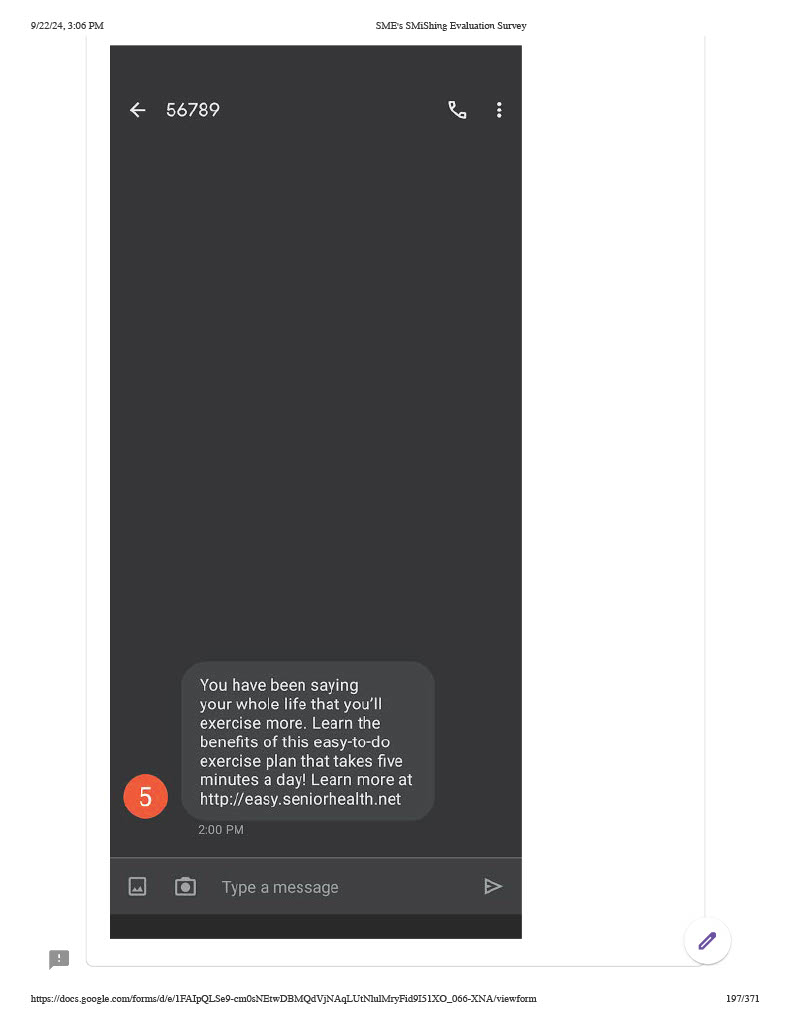 9/22/24, 3:06 PM
SME's SMiShing Evaluation Survey
56789
You have been saying
your whole life that you'll
exercise more. Learn the
benefits of this easy-to-do
exercise plan that takes five
minutes a day! Learn more at
http://easy.seniorhealth.net
5
2:00 PM
Type a message
https://docs.google.com/forms/d/e/1FAIpQLSe9-cm0sNEtwDBMQdVjNAqLUtNlulMryFid9I51XO_066-XNA/viewform
197/371